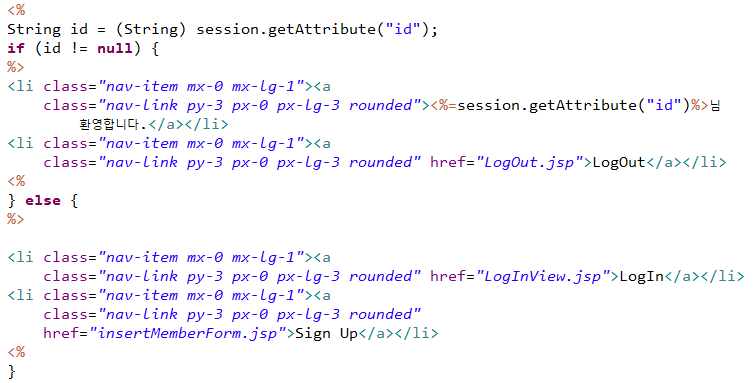 <%
String id = (String) session.getAttribute("id");
if (id != null) {
%>
<li class="nav-item mx-0 mx-lg-1"><a
class="nav-link py-3 px-0 px-lg-3 rounded"><%=session.getAttribute("id")%>님
환영합니다.</a></li>
<li class="nav-item mx-0 mx-lg-1"><a
class="nav-link py-3 px-0 px-lg-3 rounded" href="LogOut.jsp">LogOut</a></li>
<%
} else {
%>
<li class="nav-item mx-0 mx-lg-1"><a
class="nav-link py-3 px-0 px-lg-3 rounded" href="LogInView.jsp">LogIn</a></li>
<li class="nav-item mx-0 mx-lg-1"><a
class="nav-link py-3 px-0 px-lg-3 rounded"
href="insertMemberForm.jsp">Sign Up</a></li>
<%
}